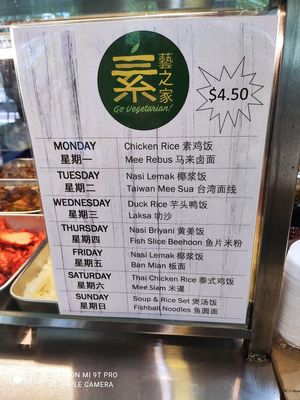 素
藝之家
Go Vegetarian!
$4.50
MONDAY
星期一
Chicken Rice 素鸡饭
Mee Rebus 马来卤面
TUESDAY
星期二
Nasi Lemak 椰浆饭
Taiwan Mee Sua 台湾面线
WEDNESDAY
星期三
Duck Rice 芋头鸭饭
Laksa 叻沙
THURSDAY
星期四
Nasi Briyani 黄姜饭
Fish Slice Beehoon 鱼片米粉
FRIDAY
星期五
Nasi Lemak 椰浆饭
Ban Mian 板面
SATURDAY
星期六
Thai Chicken Rice 泰式鸡饭
Mee Siam 米暹
SUNDAY
星期日
Soup & Rice Set 煲汤饭
Fishball Noodles 鱼圆面
MI 9T PRO
AI TRIPLE CAMERA